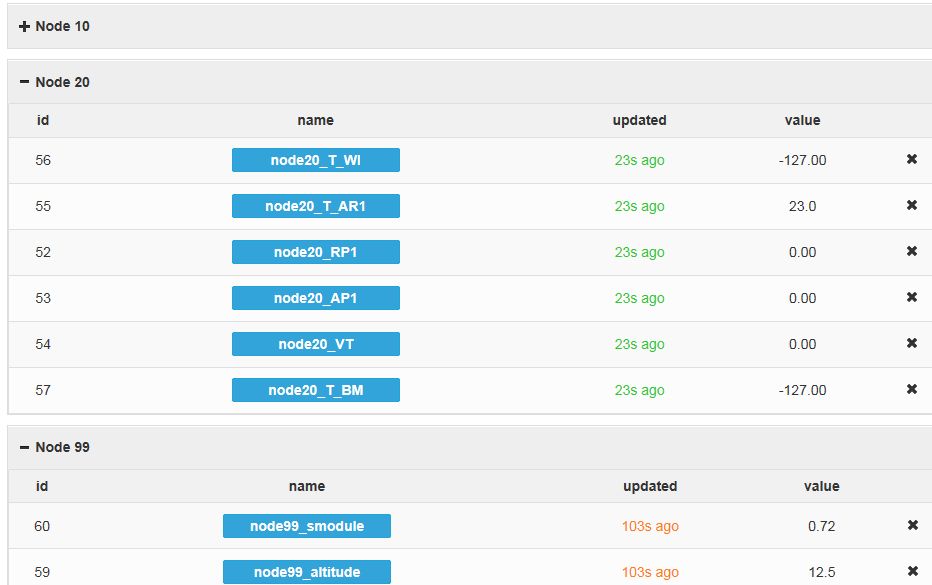 Node 10
Node 20
id name updated value
56 node20_T_WI 23s ago -127.00
55 node20_T_AR1 23s ago 23.0
52 node20_RP1 23s ago 0.00
53 node20_AP1 23s ago 0.00
54 node20_VT 23s ago 0.00
57 node20_T_BM 23s ago -127.00
Node 99
id name updated value
60 node99_smodule 103s ago 0.72
59 node99_altitude 103s ago 12.5